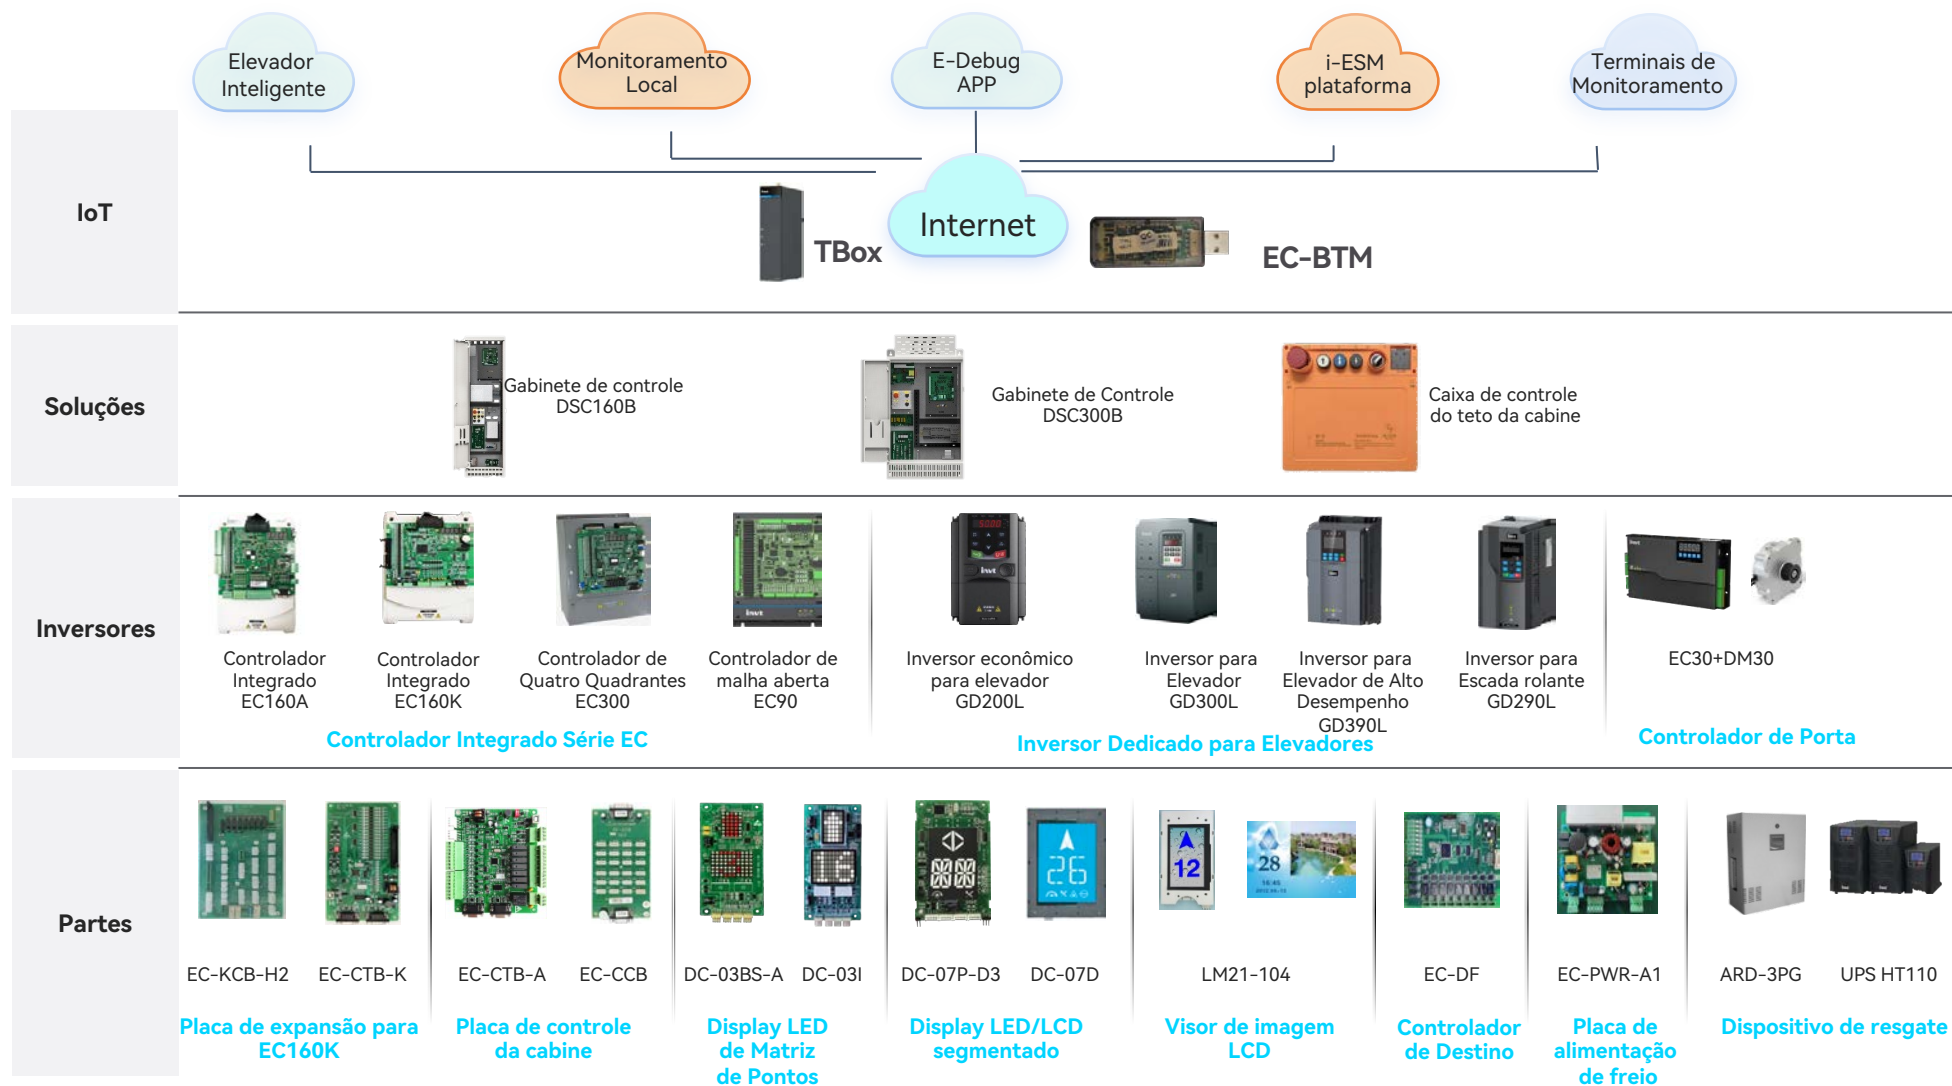 Elevador
Inteligente
Monitoramento
Local
E-Debug
APP
i-ESM
plataforma
Terminais de
Monitoramento
IoT
TBox
Internet
EC-BTM
Soluções
Gabinete de controle
DSC160B
Gabinete de Controle
DSC300B
Caixa de controle
do teto da cabine
Inversores
Controlador
Integrado
EC160A
Controlador
Integrado
EC160K
Controlador de
Quatro Quadrantes
EC300
Controlador de
malha aberta
EC90
Inversor econômico
para elevador
GD200L
Inversor para
Elevador
GD300L
Inversor para
Elevador de Alto
Desempenho
GD390L
Inversor para
Escada rolante
GD290L
EC30+DM30
Controlador Integrado Série EC
Inversor Dedicado para Elevadores
Controlador de Porta
Partes
26
12
28
EC-KCB-H2
EC-CTB-K
EC-CTB-A
EC-CCB
DC-03BS-A
DC-03I
DC-07P-D3
DC-07D
LM21-104
EC-DF
EC-PWR-A1
ARD-3PG
UPS HT110
Placa de expansão para
EC160K
Placa de controle
da cabine
Display LED
de Matriz
de Pontos
Display LED/LCD
segmentado
Visor de imagem
LCD
Controlador
de Destino
Placa de
alimentação
de freio
Dispositivo de resgate